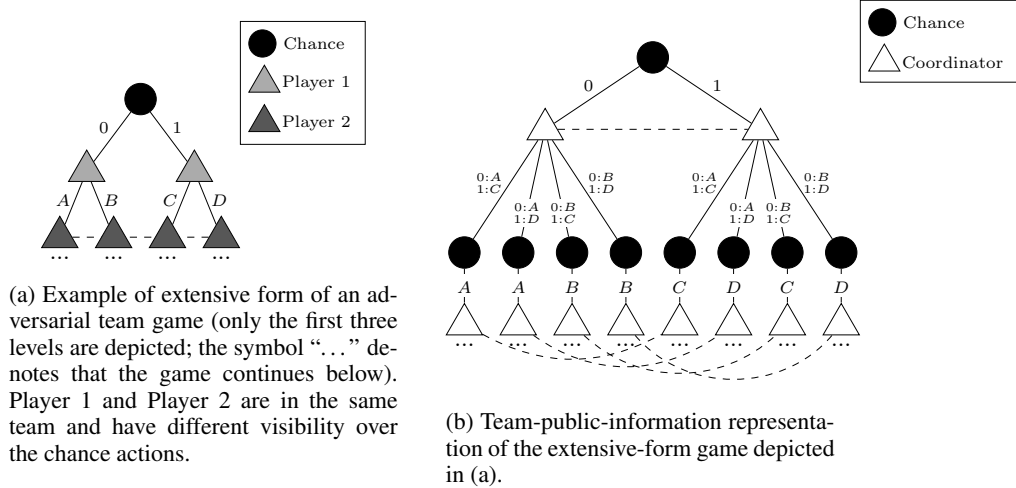 Chance
Player 1
Player 2
0
1
A
B
C
D
...
...
...
...
(a) Example of extensive form of an ad-
versarial team game (only the first three
levels are depicted; the symbol “...” de-
notes that the game continues below).
Player 1 and Player 2 are in the same
team and have different visibility over
the chance actions.
Chance
Coordinator
0
1
0:A
1:C
0:A
1:D
0:B
1:C
0:B
1:D
0:A
1:C
0:A
1:D
0:B
1:C
0:B
1:D
A
A
B
B
C
D
C
D
...
...
...
...
...
...
...
...
(b) Team-public-information representa-
tion of the extensive-form game depicted
in (a).